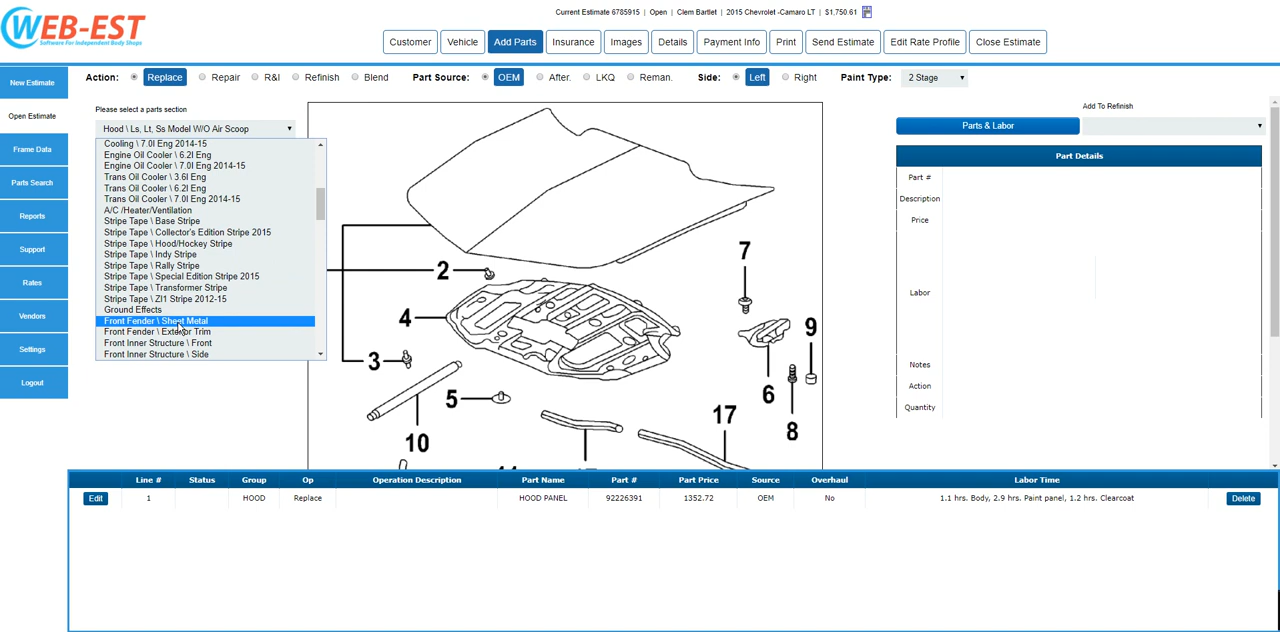 WEB-EST
Software For Independent Body Shops
Current Estimate 6785915 | Open | Clem Bartlet | 2015 Chevrolet -Camaro LT | $1,750.61
Customer Vehicle Add Parts Insurance Images Details Payment Info Print Send Estimate Edit Rate Profile Close Estimate
New Estimate
Open Estimate
Frame Data
Parts Search
Reports
Support
Rates
Vendors
Settings
Logout
Action: Replace Repair R&I Refinish Blend Part Source: OEM After. LKQ Reman. Side: Left Right Paint Type: 2 Stage
Please select a parts section
Hood \ Ls, Lt, Ss Model W/O Air Scoop
Cooling \ 7.0l Eng 2014-15
Engine Oil Cooler \ 6.2l Eng
Engine Oil Cooler \ 7.0l Eng 2014-15
Trans Oil Cooler \ 3.6l Eng
Trans Oil Cooler \ 6.2l Eng
Trans Oil Cooler \ 7.0l Eng 2014-15
A/C /Heater/Ventilation
Stripe Tape \ Base Stripe
Stripe Tape \ Collector's Edition Stripe 2015
Stripe Tape \ Hood/Hockey Stripe
Stripe Tape \ Indy Stripe
Stripe Tape \ Rally Stripe
Stripe Tape \ Special Edition Stripe 2015
Stripe Tape \ Transformer Stripe
Stripe Tape \ Zl1 Stripe 2012-15
Ground Effects
Front Fender \ Sheet Metal
Front Fender \ Exterior Trim
Front Inner Structure \ Front
Front Inner Structure \ Side
2
7
4
9
3
6
5
8
10
17
Add To Refinish
Parts & Labor
Part Details
Part #
Description
Price
Labor
Notes
Action
Quantity
Line # Status Group Op Operation Description Part Name Part # Part Price Source Overhaul Labor Time
Edit 1 HOOD Replace HOOD PANEL 92226391 1352.72 OEM No 1.1 hrs. Body, 2.9 hrs. Paint panel, 1.2 hrs. Clearcoat Delete